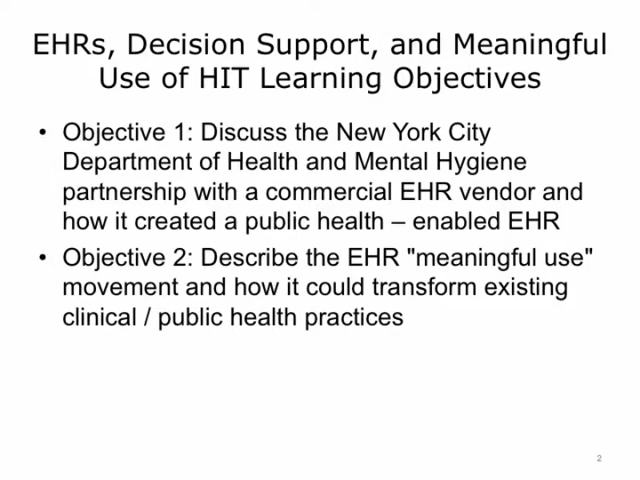 EHRs, Decision Support, and Meaningful
Use of HIT Learning Objectives
• Objective 1: Discuss the New York City
Department of Health and Mental Hygiene
partnership with a commercial EHR vendor and
how it created a public health – enabled EHR
• Objective 2: Describe the EHR "meaningful use"
movement and how it could transform existing
clinical / public health practices
2